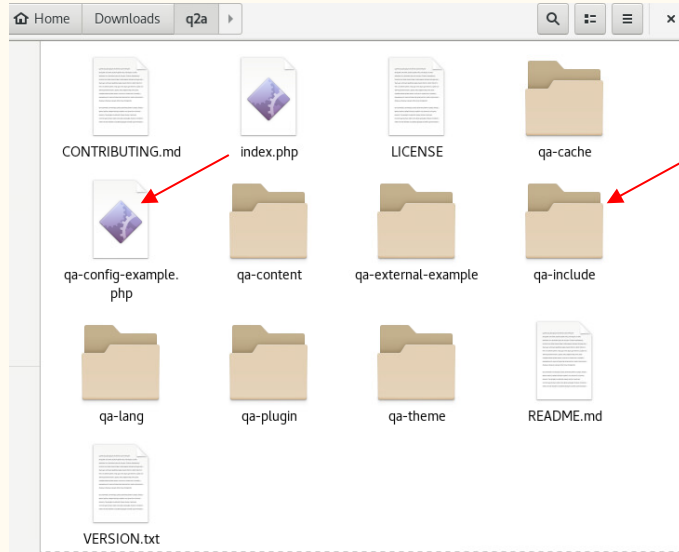 Home Downloads q2a
CONTRIBUTING.md index.php LICENSE qa-cache
qa-config-example. qa-content qa-external-example qa-include
php
qa-lang qa-plugin qa-theme README.md
VERSION.txt